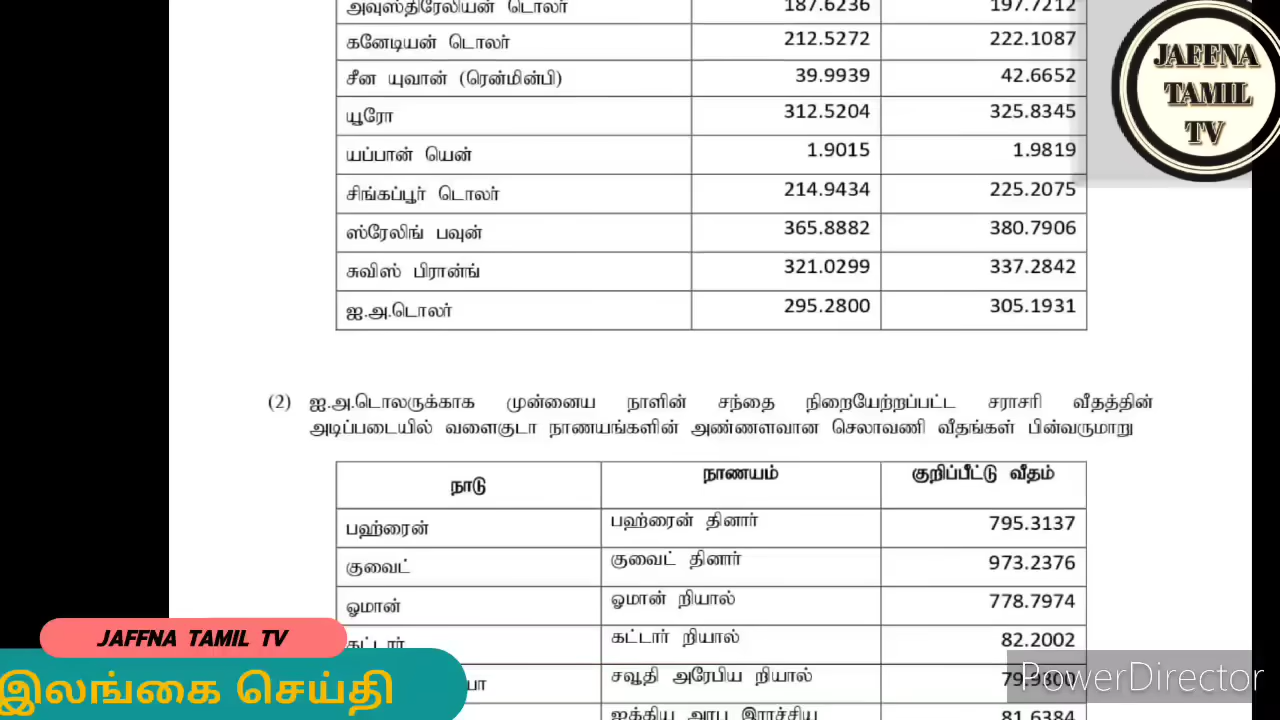 அவுஸ்திரேலியன் டொலர் 187.6236 197.7212
கனேடியன் டொலர் 212.5272 222.1087
சீன யுவான் (ரென்மின்பி) 39.9939 42.6652
யூரோ 312.5204 325.8345
யப்பான் யென் 1.9015 1.9819
சிங்கப்பூர் டொலர் 214.9434 225.2075
ஸ்ரேலிங் பவுன் 365.8882 380.7906
சுவிஸ் பிரான்ங் 321.0299 337.2842
ஐ.அ.டொலர் 295.2800 305.1931
JAFFNA
TAMIL
TV
(2) ஐ.அ.டொலருக்காக முன்னைய நாளின் சந்தை நிறையேற்றப்பட்ட சராசரி வீதத்தின்
அடிப்படையில் வளைகுடா நாணயங்களின் அண்ணளவான செலாவணி வீதங்கள் பின்வருமாறு
நாடு நாணயம் குறிப்பீட்டு வீதம்
பஹ்ரைன் பஹ்ரைன் தினார் 795.3137
குவைட் குவைட் தினார் 973.2376
ஓமான் ஓமான் றியால் 778.7974
கட்டார் கட்டார் றியால் 82.2002
சவூதி அரேபிய றியால்
ஐக்கிய அரபு இராச்சிய 81.6384
JAFFNA TAMIL TV
இலங்கை செய்தி
PowerDirector